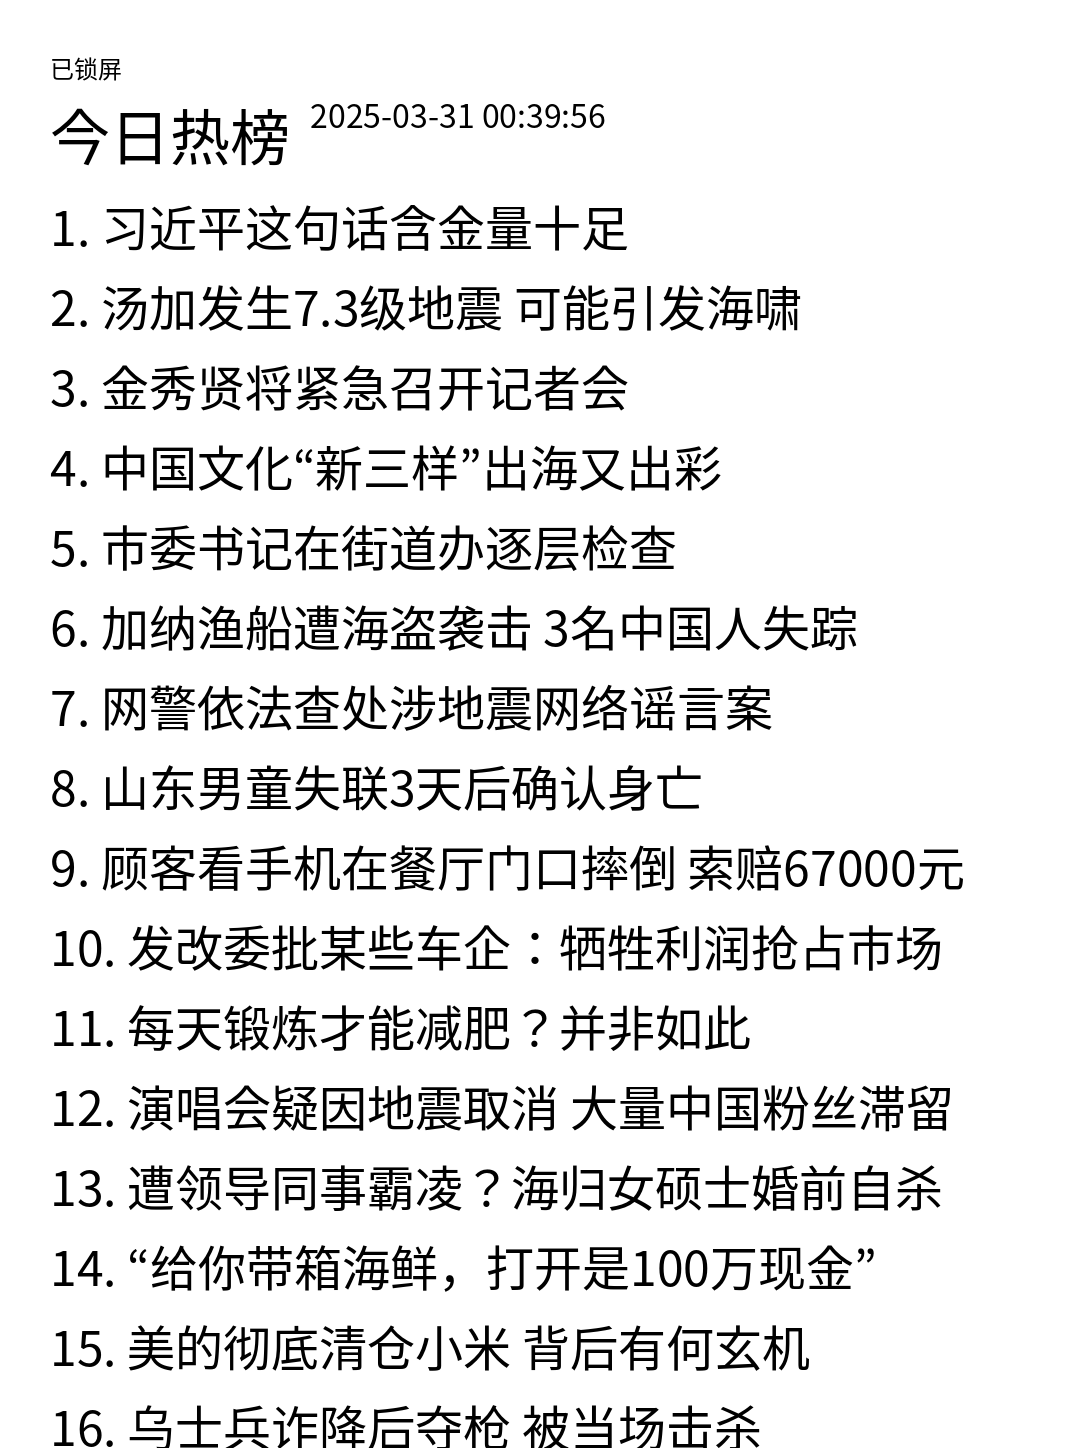 已锁屏
今日热榜 2025-03-31 00:39:56
1. 习近平这句话含金量十足
2. 汤加发生7.3级地震 可能引发海啸
3. 金秀贤将紧急召开记者会
4. 中国文化“新三样”出海又出彩
5. 市委书记在街道办逐层检查
6. 加纳渔船遭海盗袭击 3名中国人失踪
7. 网警依法查处涉地震网络谣言案
8. 山东男童失联3天后确认身亡
9. 顾客看手机在餐厅门口摔倒 索赔67000元
10. 发改委批某些车企：牺牲利润抢占市场
11. 每天锻炼才能减肥？并非如此
12. 演唱会疑因地震取消 大量中国粉丝滞留
13. 遭领导同事霸凌？海归女硕士婚前自杀
14. “给你带箱海鲜，打开是100万现金”
15. 美的彻底清仓小米 背后有何玄机
16. 乌士兵诈降后夺枪 被当场击杀